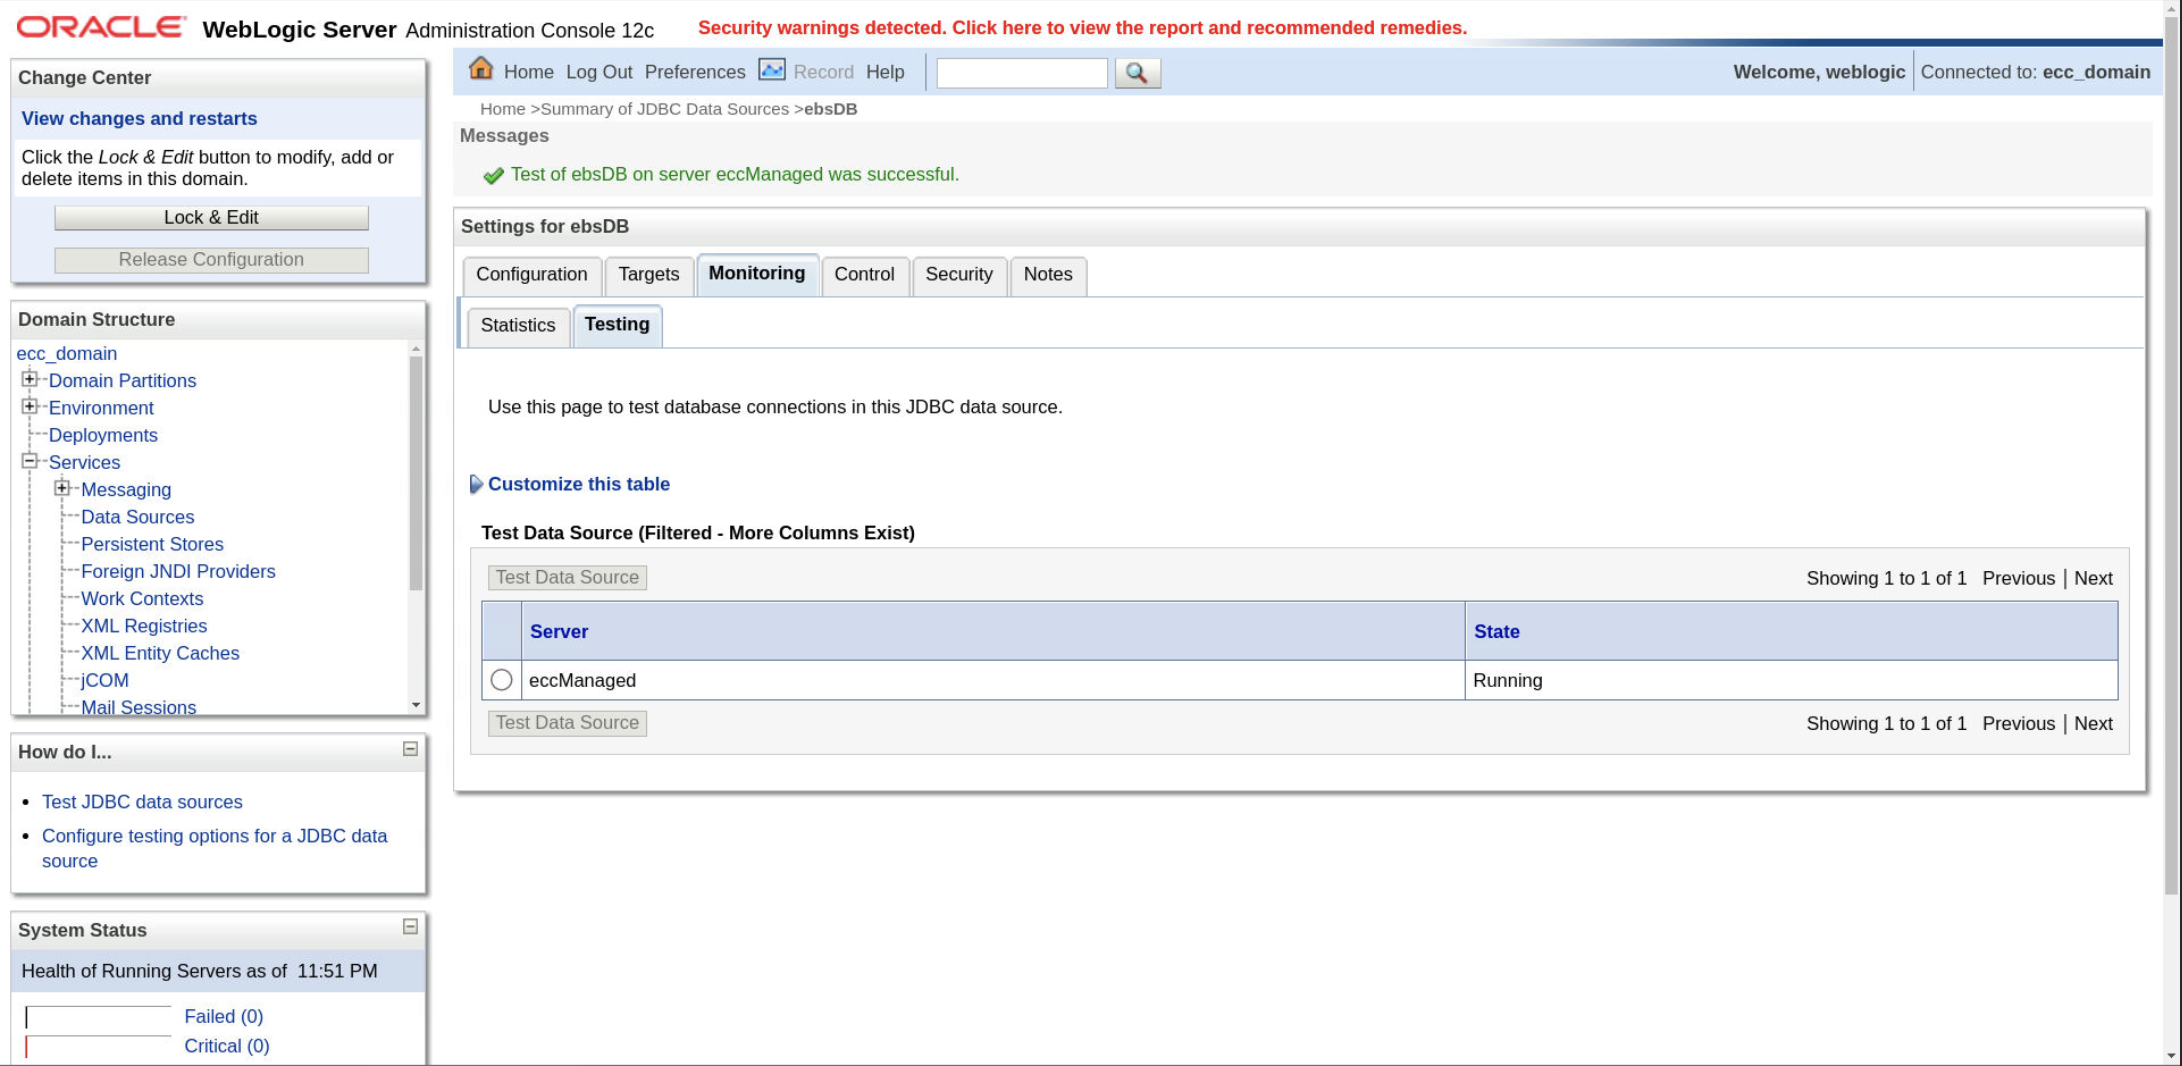 ORACLE WebLogic Server Administration Console 12c
Security warnings detected. Click here to view the report and recommended remedies.
Change Center
View changes and restarts
Click the Lock & Edit button to modify, add or
delete items in this domain.
Lock & Edit
Release Configuration
Domain Structure
ecc_domain
Domain Partitions
Environment
Deployments
Services
Messaging
Data Sources
Persistent Stores
Foreign JNDI Providers
Work Contexts
XML Registries
XML Entity Caches
jCOM
Mail Sessions
How do I...
Test JDBC data sources
Configure testing options for a JDBC data
source
System Status
Health of Running Servers as of 11:51 PM
Failed (0)
Critical (0)
Home Log Out Preferences Record Help
Welcome, weblogic Connected to: ecc_domain
Home >Summary of JDBC Data Sources >ebsDB
Messages
Test of ebsDB on server eccManaged was successful.
Settings for ebsDB
Configuration Targets Monitoring Control Security Notes
Statistics Testing
Use this page to test database connections in this JDBC data source.
Customize this table
Test Data Source (Filtered - More Columns Exist)
Test Data Source Showing 1 to 1 of 1 Previous | Next
Server State
eccManaged Running
Test Data Source Showing 1 to 1 of 1 Previous | Next